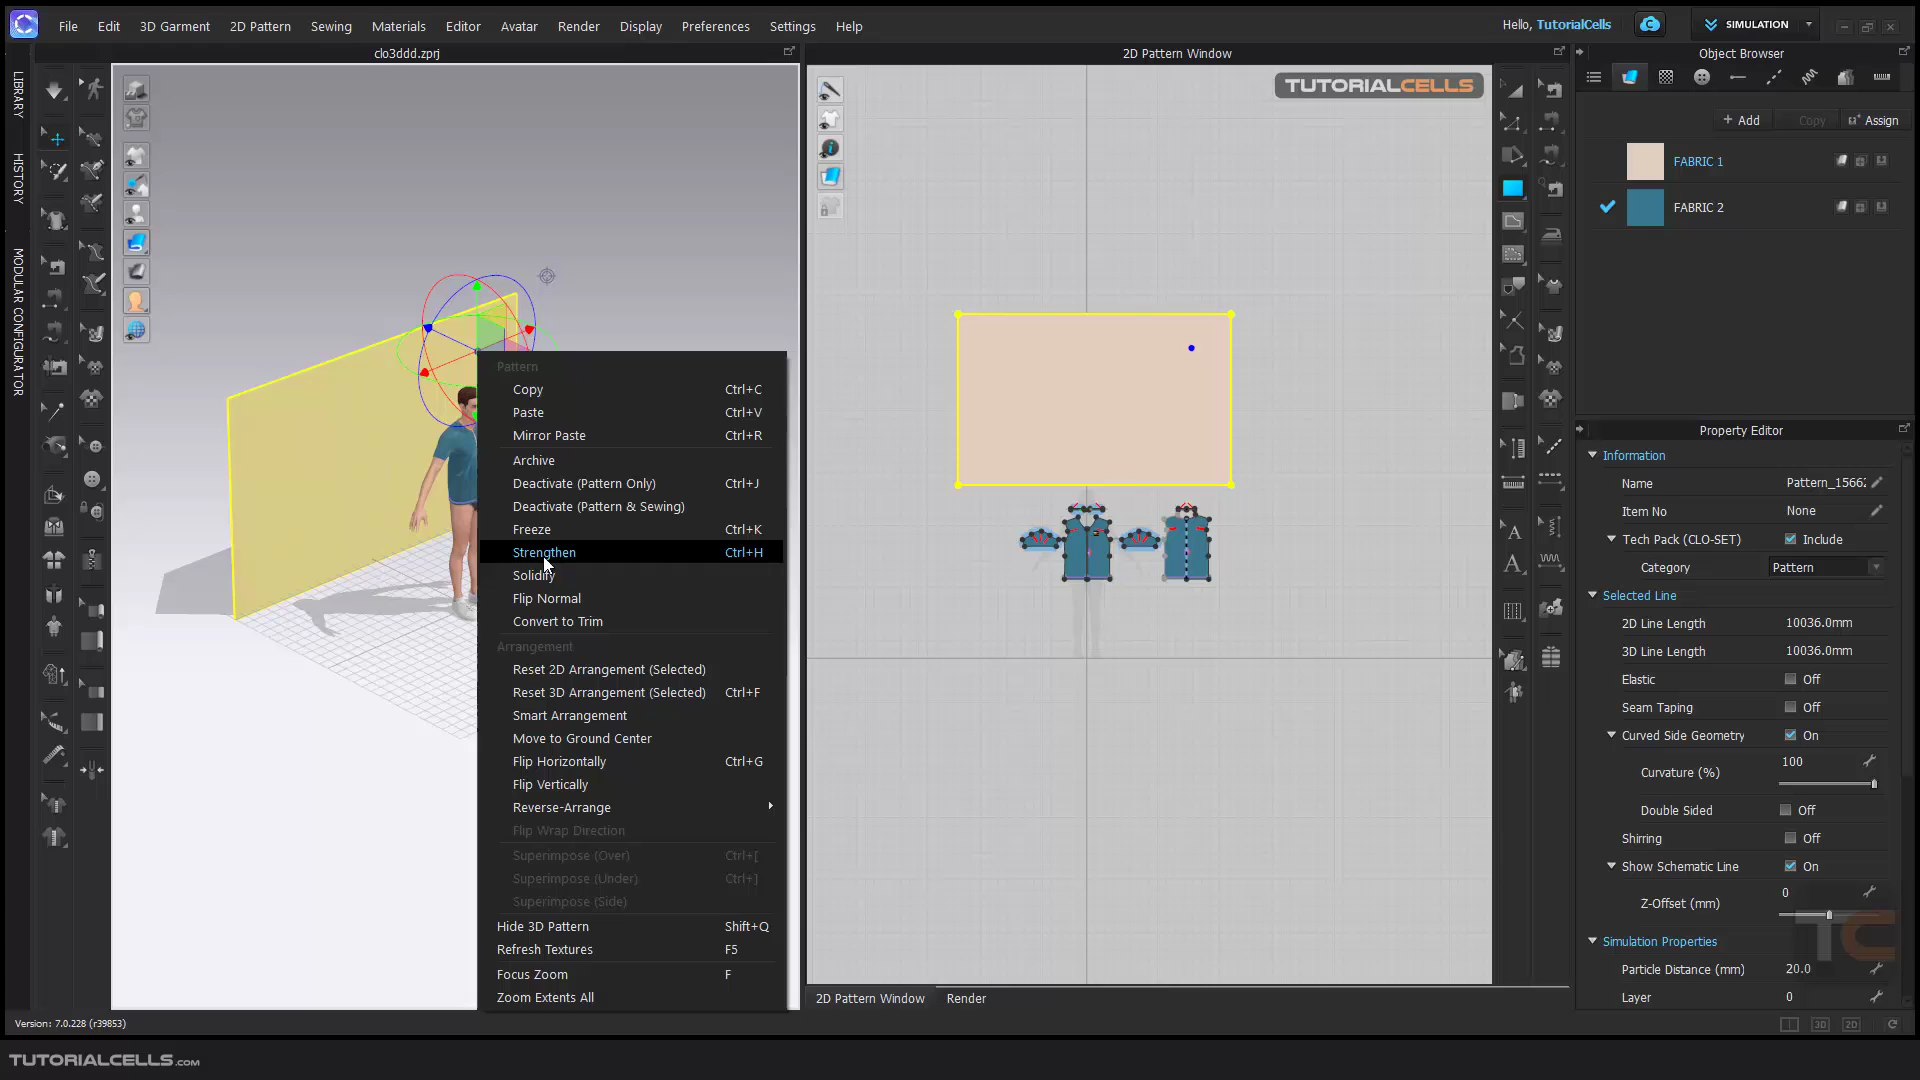 File Edit 3D Garment 2D Pattern Sewing Materials Editor Avatar Render Display Preferences Settings Help
Hello, TutorialCells
SIMULATION
clo3ddd.zprj
2D Pattern Window
Object Browser
LIBRARY
HISTORY
MODULAR CONFIGURATOR
TUTORIALCELLS
+ Add
Copy
Assign
FABRIC 1
FABRIC 2
Pattern
Copy Ctrl+C
Paste Ctrl+V
Mirror Paste Ctrl+R
Archive
Deactivate (Pattern Only) Ctrl+J
Deactivate (Pattern & Sewing)
Freeze Ctrl+K
Strengthen Ctrl+H
Solidify
Flip Normal
Convert to Trim
Arrangement
Reset 2D Arrangement (Selected)
Reset 3D Arrangement (Selected) Ctrl+F
Smart Arrangement
Move to Ground Center
Flip Horizontally Ctrl+G
Flip Vertically
Reverse-Arrange
Flip Wrap Direction
Superimpose (Over) Ctrl+[
Superimpose (Under) Ctrl+]
Superimpose (Side)
Hide 3D Pattern Shift+Q
Refresh Textures F5
Focus Zoom F
Zoom Extents All
Property Editor
Information
Name Pattern_1566
Item No None
Tech Pack (CLO-SET) Include
Category Pattern
Selected Line
2D Line Length 10036.0mm
3D Line Length 10036.0mm
Elastic Off
Seam Taping Off
Curved Side Geometry On
Curvature (%) 100
Double Sided Off
Shirring Off
Show Schematic Line On
Z-Offset (mm) 0
Simulation Properties
Particle Distance (mm) 20.0
Layer 0
TC
2D Pattern Window Render
Version: 7.0.228 (r39853)
3D 2D
TUTORIALCELLS.com